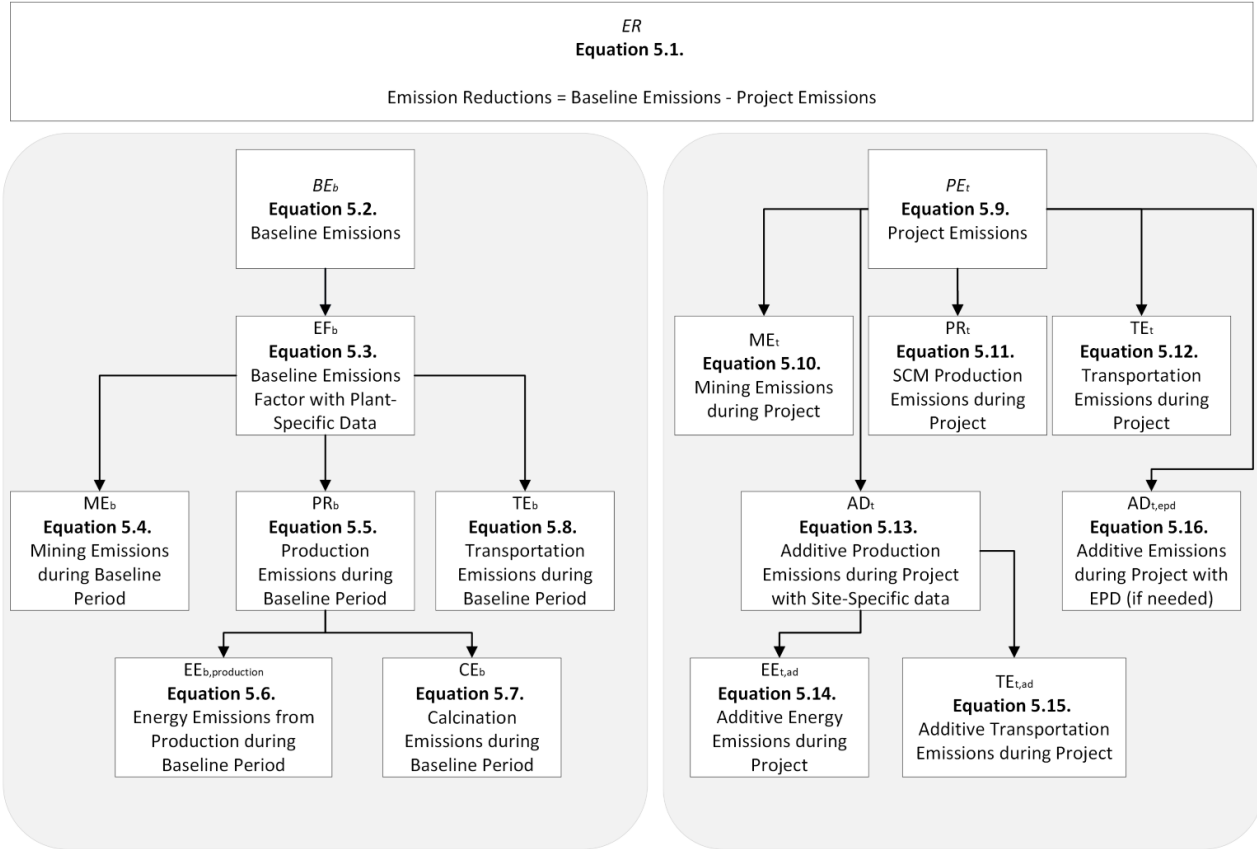 ER
Equation 5.1.
Emission Reductions = Baseline Emissions - Project Emissions
BEb
Equation 5.2.
Baseline Emissions
EFb
Equation 5.3.
Baseline Emissions
Factor with Plant-
Specific Data
MEb
Equation 5.4.
Mining Emissions
during Baseline
Period
PRb
Equation 5.5.
Production
Emissions during
Baseline Period
TEb
Equation 5.8.
Transportation
Emissions during
Baseline Period
EEb,production
Equation 5.6.
Energy Emissions from
Production during
Baseline Period
CEb
Equation 5.7.
Calcination
Emissions during
Baseline Period
PEt
Equation 5.9.
Project Emissions
MEt
Equation 5.10.
Mining Emissions
during Project
PRt
Equation 5.11.
SCM Production
Emissions during
Project
TEt
Equation 5.12.
Transportation
Emissions during
Project
ADt
Equation 5.13.
Additive Production
Emissions during Project
with Site-Specific data
ADt,epd
Equation 5.16.
Additive Emissions
during Project with
EPD (if needed)
EEt,ad
Equation 5.14.
Additive Energy
Emissions during
Project
TEt,ad
Equation 5.15.
Additive Transportation
Emissions during Project